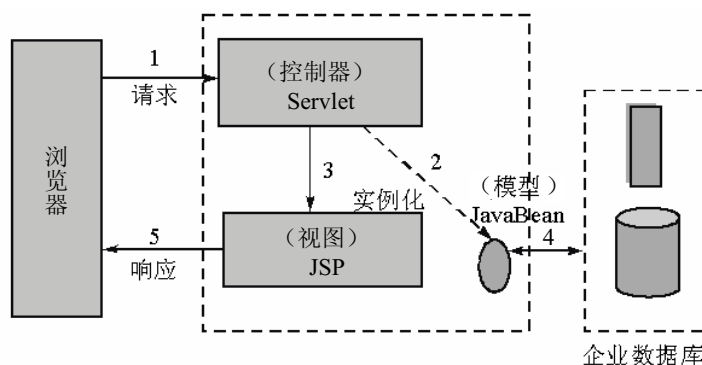 1
请求
浏览器
（控制器）
Servlet
3
2
实例化
（模型）
JavaBean
4
（视图）
JSP
5
响应
企业数据库